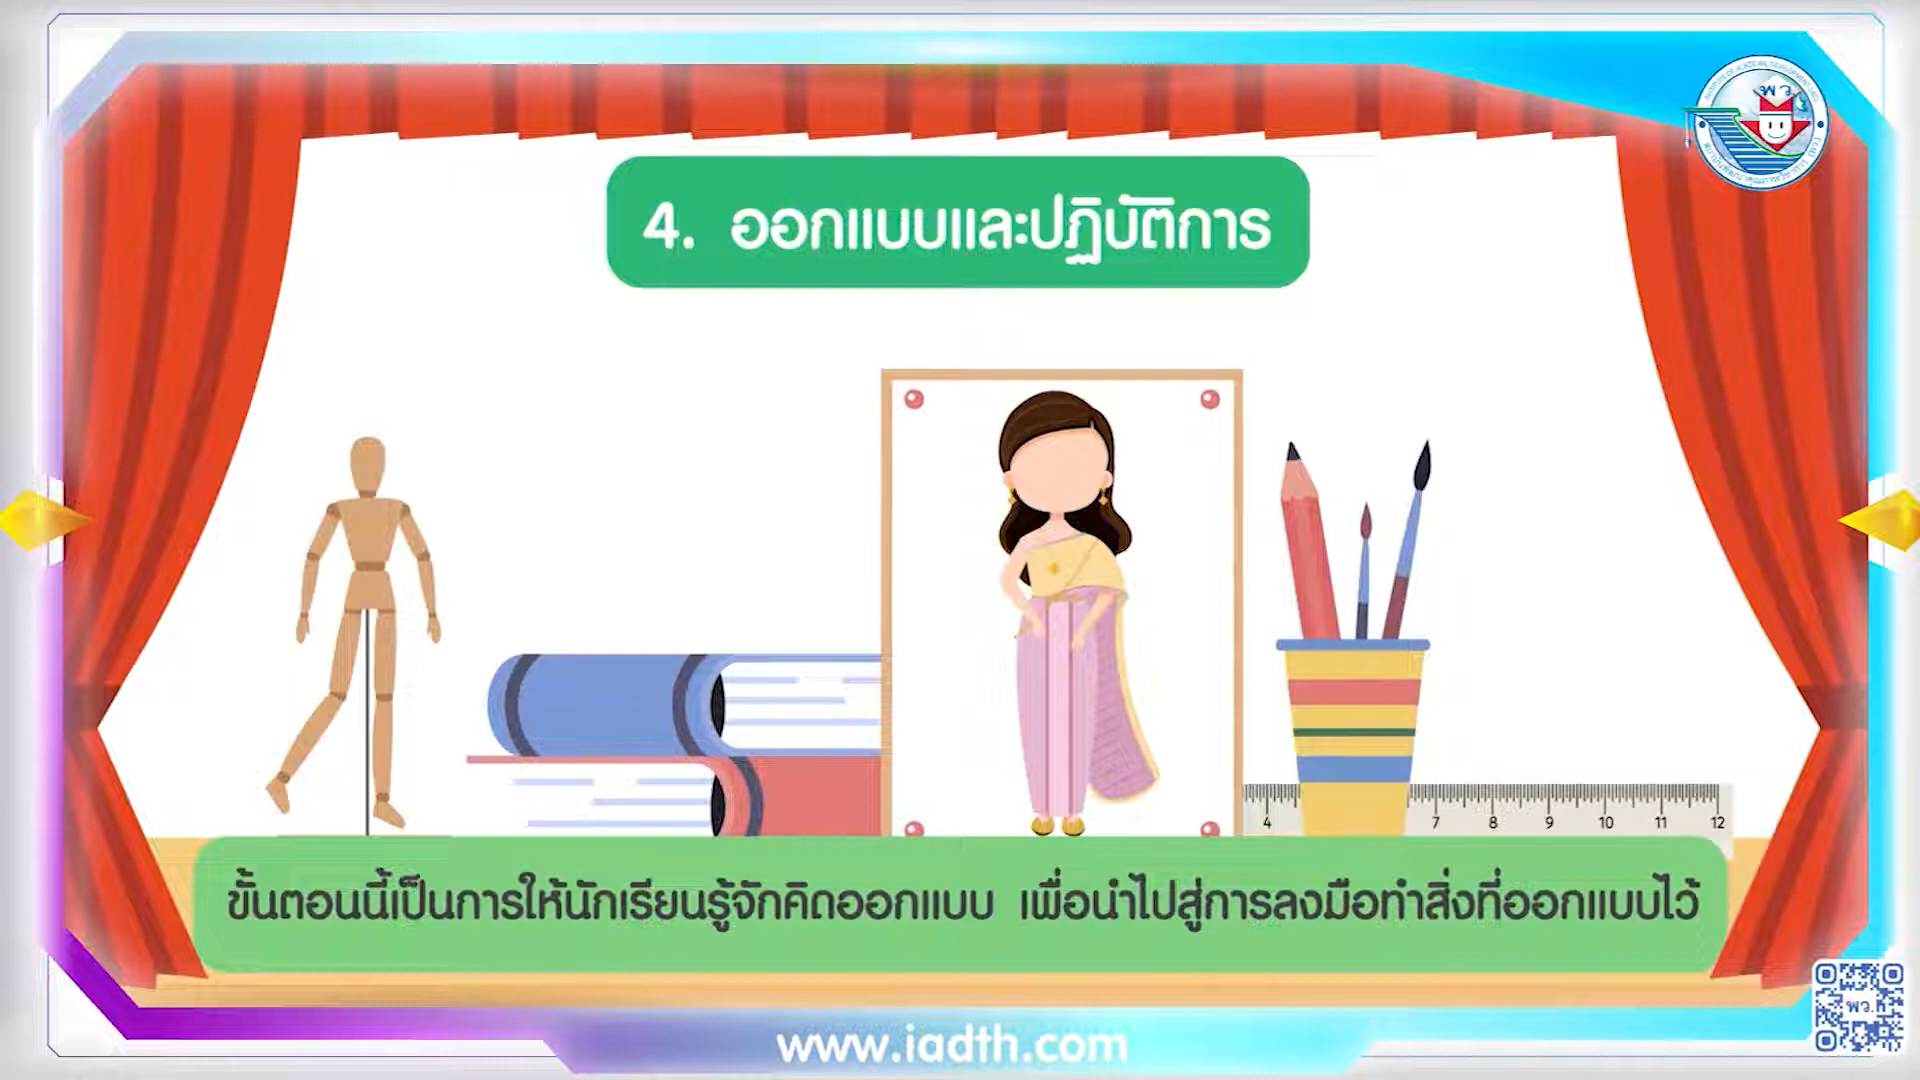 พว.
4. ออกแบบและปฏิบัติการ
4 7 8 9 10 11 12
ขั้นตอนนี้เป็นการให้นักเรียนรู้จักคิดออกแบบ เพื่อนำไปสู่การลงมือทำสิ่งที่ออกแบบไว้
พว.
www.iadth.com